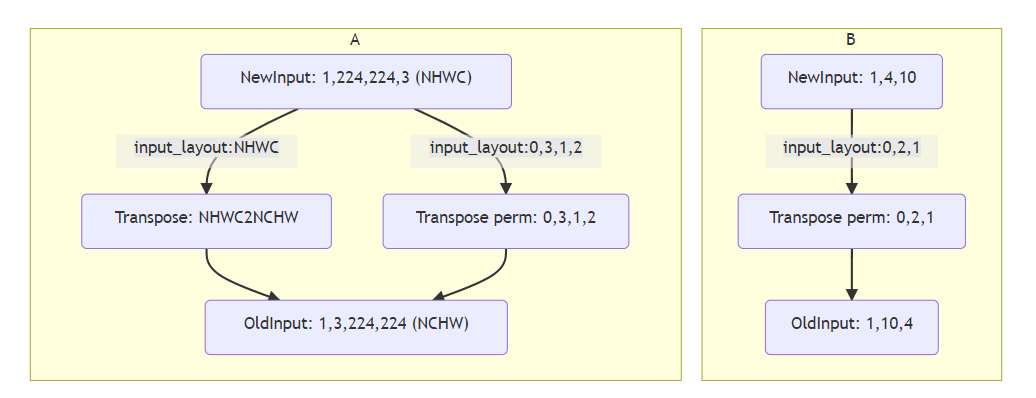 A
NewInput: 1,224,224,3 (NHWC)
input_layout:NHWC
input_layout:0,3,1,2
Transpose: NHWC2NCHW
Transpose perm: 0,3,1,2
OldInput: 1,3,224,224 (NCHW)
B
NewInput: 1,4,10
input_layout:0,2,1
Transpose perm: 0,2,1
OldInput: 1,10,4